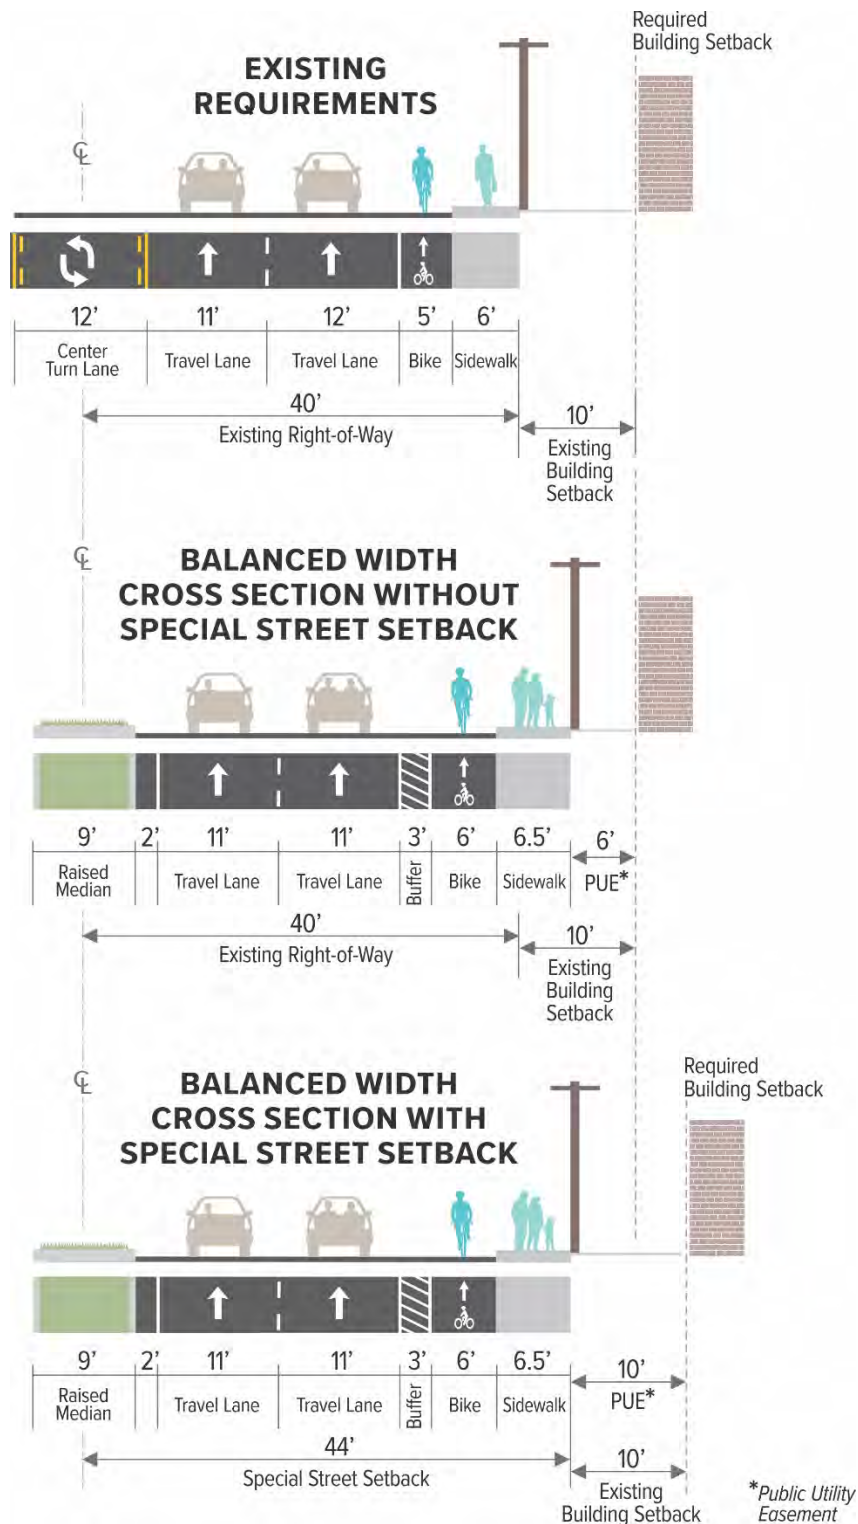 Required
Building Setback
EXISTING
REQUIREMENTS
℄
12’ 11’ 12’ 5’ 6’
Center
Turn Lane
Travel Lane
Travel Lane
Bike
Sidewalk
40’
Existing Right-of-Way
10’
Existing
Building
Setback
℄
BALANCED WIDTH
CROSS SECTION WITHOUT
SPECIAL STREET SETBACK
9’ 2’ 11’ 11’ 3’ 6’ 6.5’ 6’
Raised
Median
Travel Lane
Travel Lane
Buffer
Bike
Sidewalk
PUE*
40’
Existing Right-of-Way
10’
Existing
Building
Setback
Required
Building Setback
℄
BALANCED WIDTH
CROSS SECTION WITH
SPECIAL STREET SETBACK
9’ 2’ 11’ 11’ 3’ 6’ 6.5’ 10’
Raised
Median
Travel Lane
Travel Lane
Buffer
Bike
Sidewalk
PUE*
44’
Special Street Setback
10’
Existing
Building Setback
*Public Utility
Easement